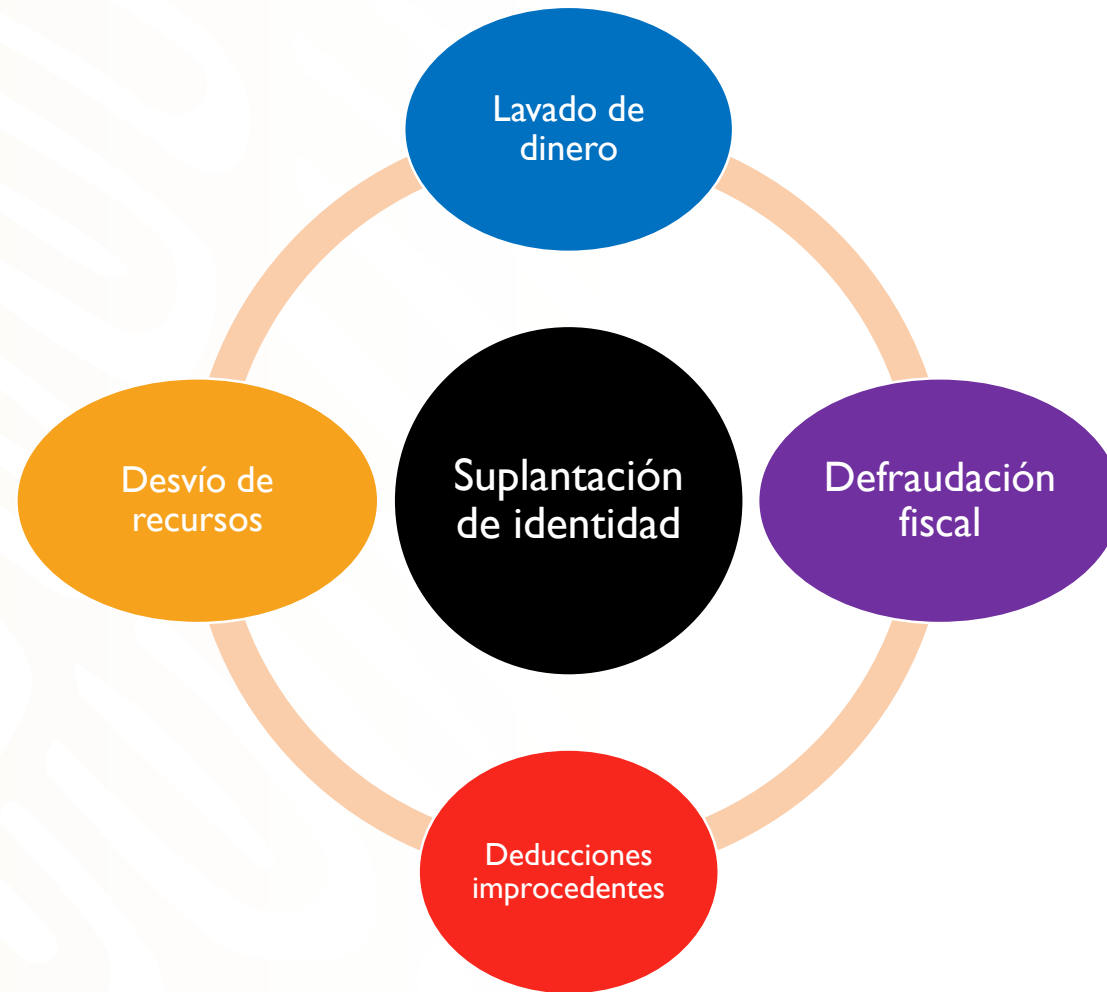 Lavado de
dinero
Desvío de
recursos
Suplantación
de identidad
Defraudación
fiscal
Deducciones
improcedentes